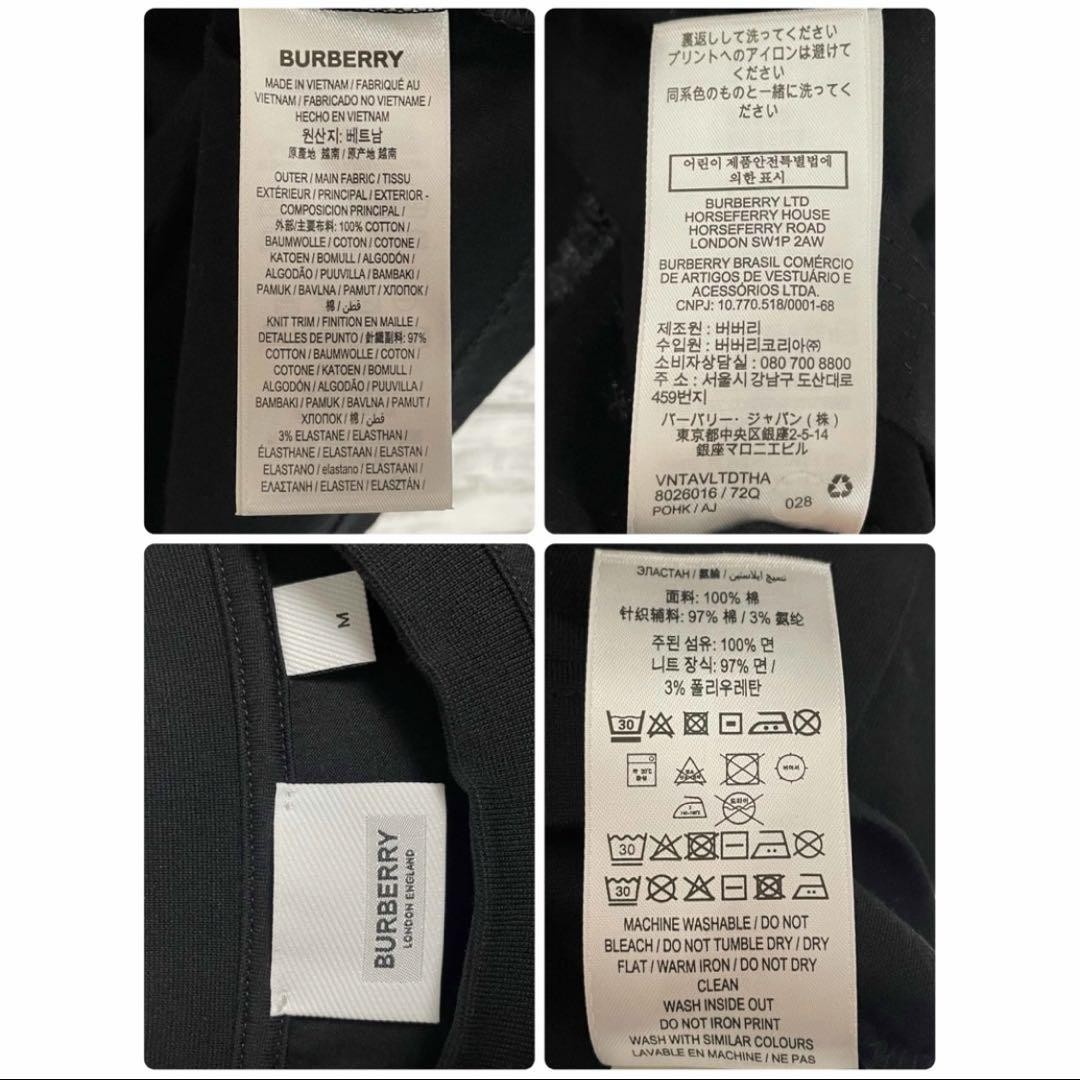 BURBERRY
MADE IN VIETNAM / FABRIQUÉ AU
VIETNAM / FABRICADO NO VIETNAME /
HECHO EN VIETNAM
원산지: 베트남
原産地 越南 / 原产地 越南
OUTER / MAIN FABRIC / TISSU
EXTÉRIEUR / PRINCIPAL / EXTERIOR -
COMPOSICION PRINCIPAL /
外部/主要布料: 100% COTTON /
BAUMWOLLE / COTON / COTONE /
KATOEN / BOMULL / ALGODÓN /
ALGODÃO / PUUVILLA / BAMBAKI /
PAMUK / BAVLNA / PAMUT / ХЛОПОК /
棉 / قطن /
KNIT TRIM / FINITION EN MAILLE /
DETALLES DE PUNTO / 針織副料: 97%
COTTON / BAUMWOLLE / COTON /
COTONE / KATOEN / BOMULL /
ALGODÓN / ALGODÃO / PUUVILLA /
BAMBAKI / PAMUK / BAVLNA / PAMUT /
ХЛОПОК / 棉 / قطن /
3% ELASTANE / ELASTHAN /
ÉLASTHANE / ELASTAAN / ELASTAN /
ELASTANO / elastano / ELASTAANI /
ΕΛΑΣΤΑΝΗ / ELASTEN / ELASZTÁN /
裏返しして洗ってください
プリントへのアイロンは避けて
ください
同系色のものと一緒に洗ってく
ださい
어린이 제품안전특별법에
의한 표시
BURBERRY LTD
HORSEFERRY HOUSE
HORSEFERRY ROAD
LONDON SW1P 2AW
BURBERRY BRASIL COMÉRCIO
DE ARTIGOS DE VESTUÁRIO E
ACESSÓRIOS LTDA.
CNPJ: 10.770.518/0001-68
제조원 : 버버리
수입원 : 버버리코리아㈜
소비자상담실 : 080 700 8800
주 소 : 서울시 강남구 도산대로
459번지
バーバリー・ジャパン (株)
東京都中央区銀座2-5-14
銀座マロニエビル
VNTAVLTDTHA
8026016 / 72Q
POHK / AJ
028
M
BURBERRY
LONDON ENGLAND
ЭЛАСТАН / 氨綸 / نسيج إيلاستين /
面料: 100% 棉
针织辅料: 97% 棉 / 3% 氨纶
주된 섬유: 100% 면
니트 장식: 97% 면 /
3% 폴리우레탄
30
약 30℃
중성
드라이
30
30
MACHINE WASHABLE / DO NOT
BLEACH / DO NOT TUMBLE DRY / DRY
FLAT / WARM IRON / DO NOT DRY
CLEAN
WASH INSIDE OUT
DO NOT IRON PRINT
WASH WITH SIMILAR COLOURS
LAVABLE EN MACHINE / NE PAS